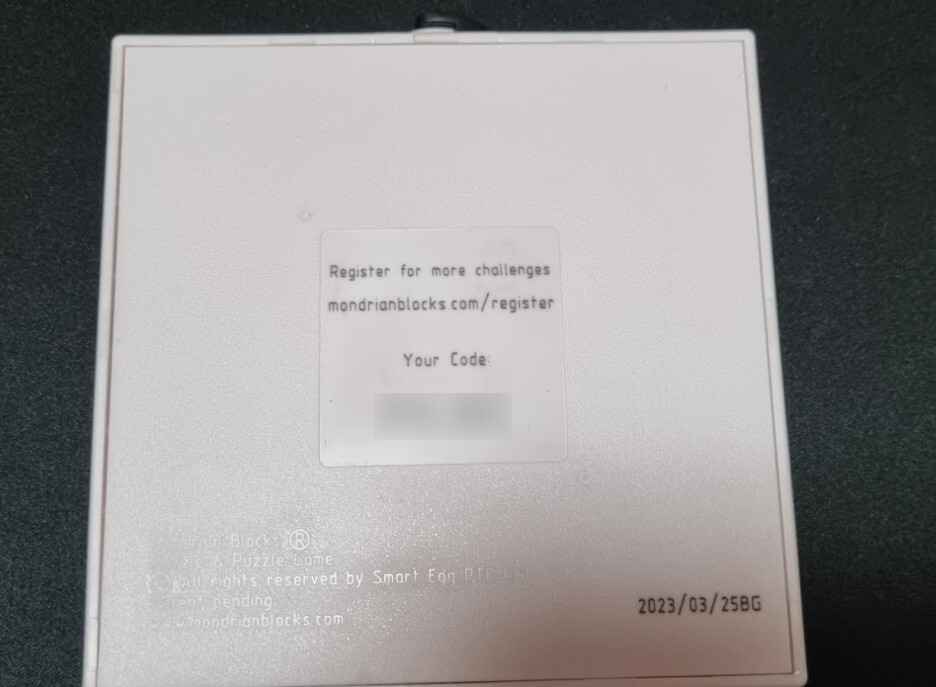 Register for more challenges
mondrianblocks.com/register
Your Code:
Blocks ®
& Puzzle Game
© All rights reserved by Smart Egg PTE
pending
mondrianblocks.com
2023/03/25BG